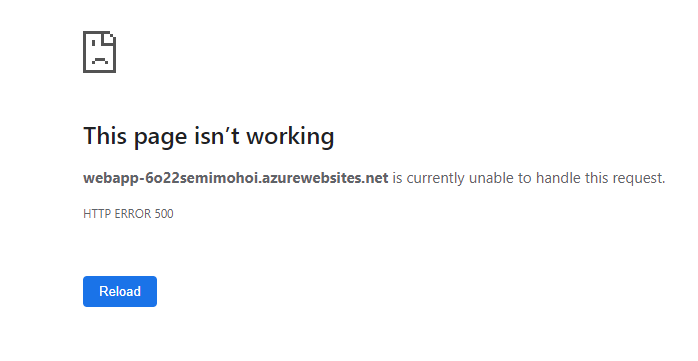 This page isn’t working
webapp-6o22semimohoi.azurewebsites.net is currently unable to handle this request.
HTTP ERROR 500
Reload